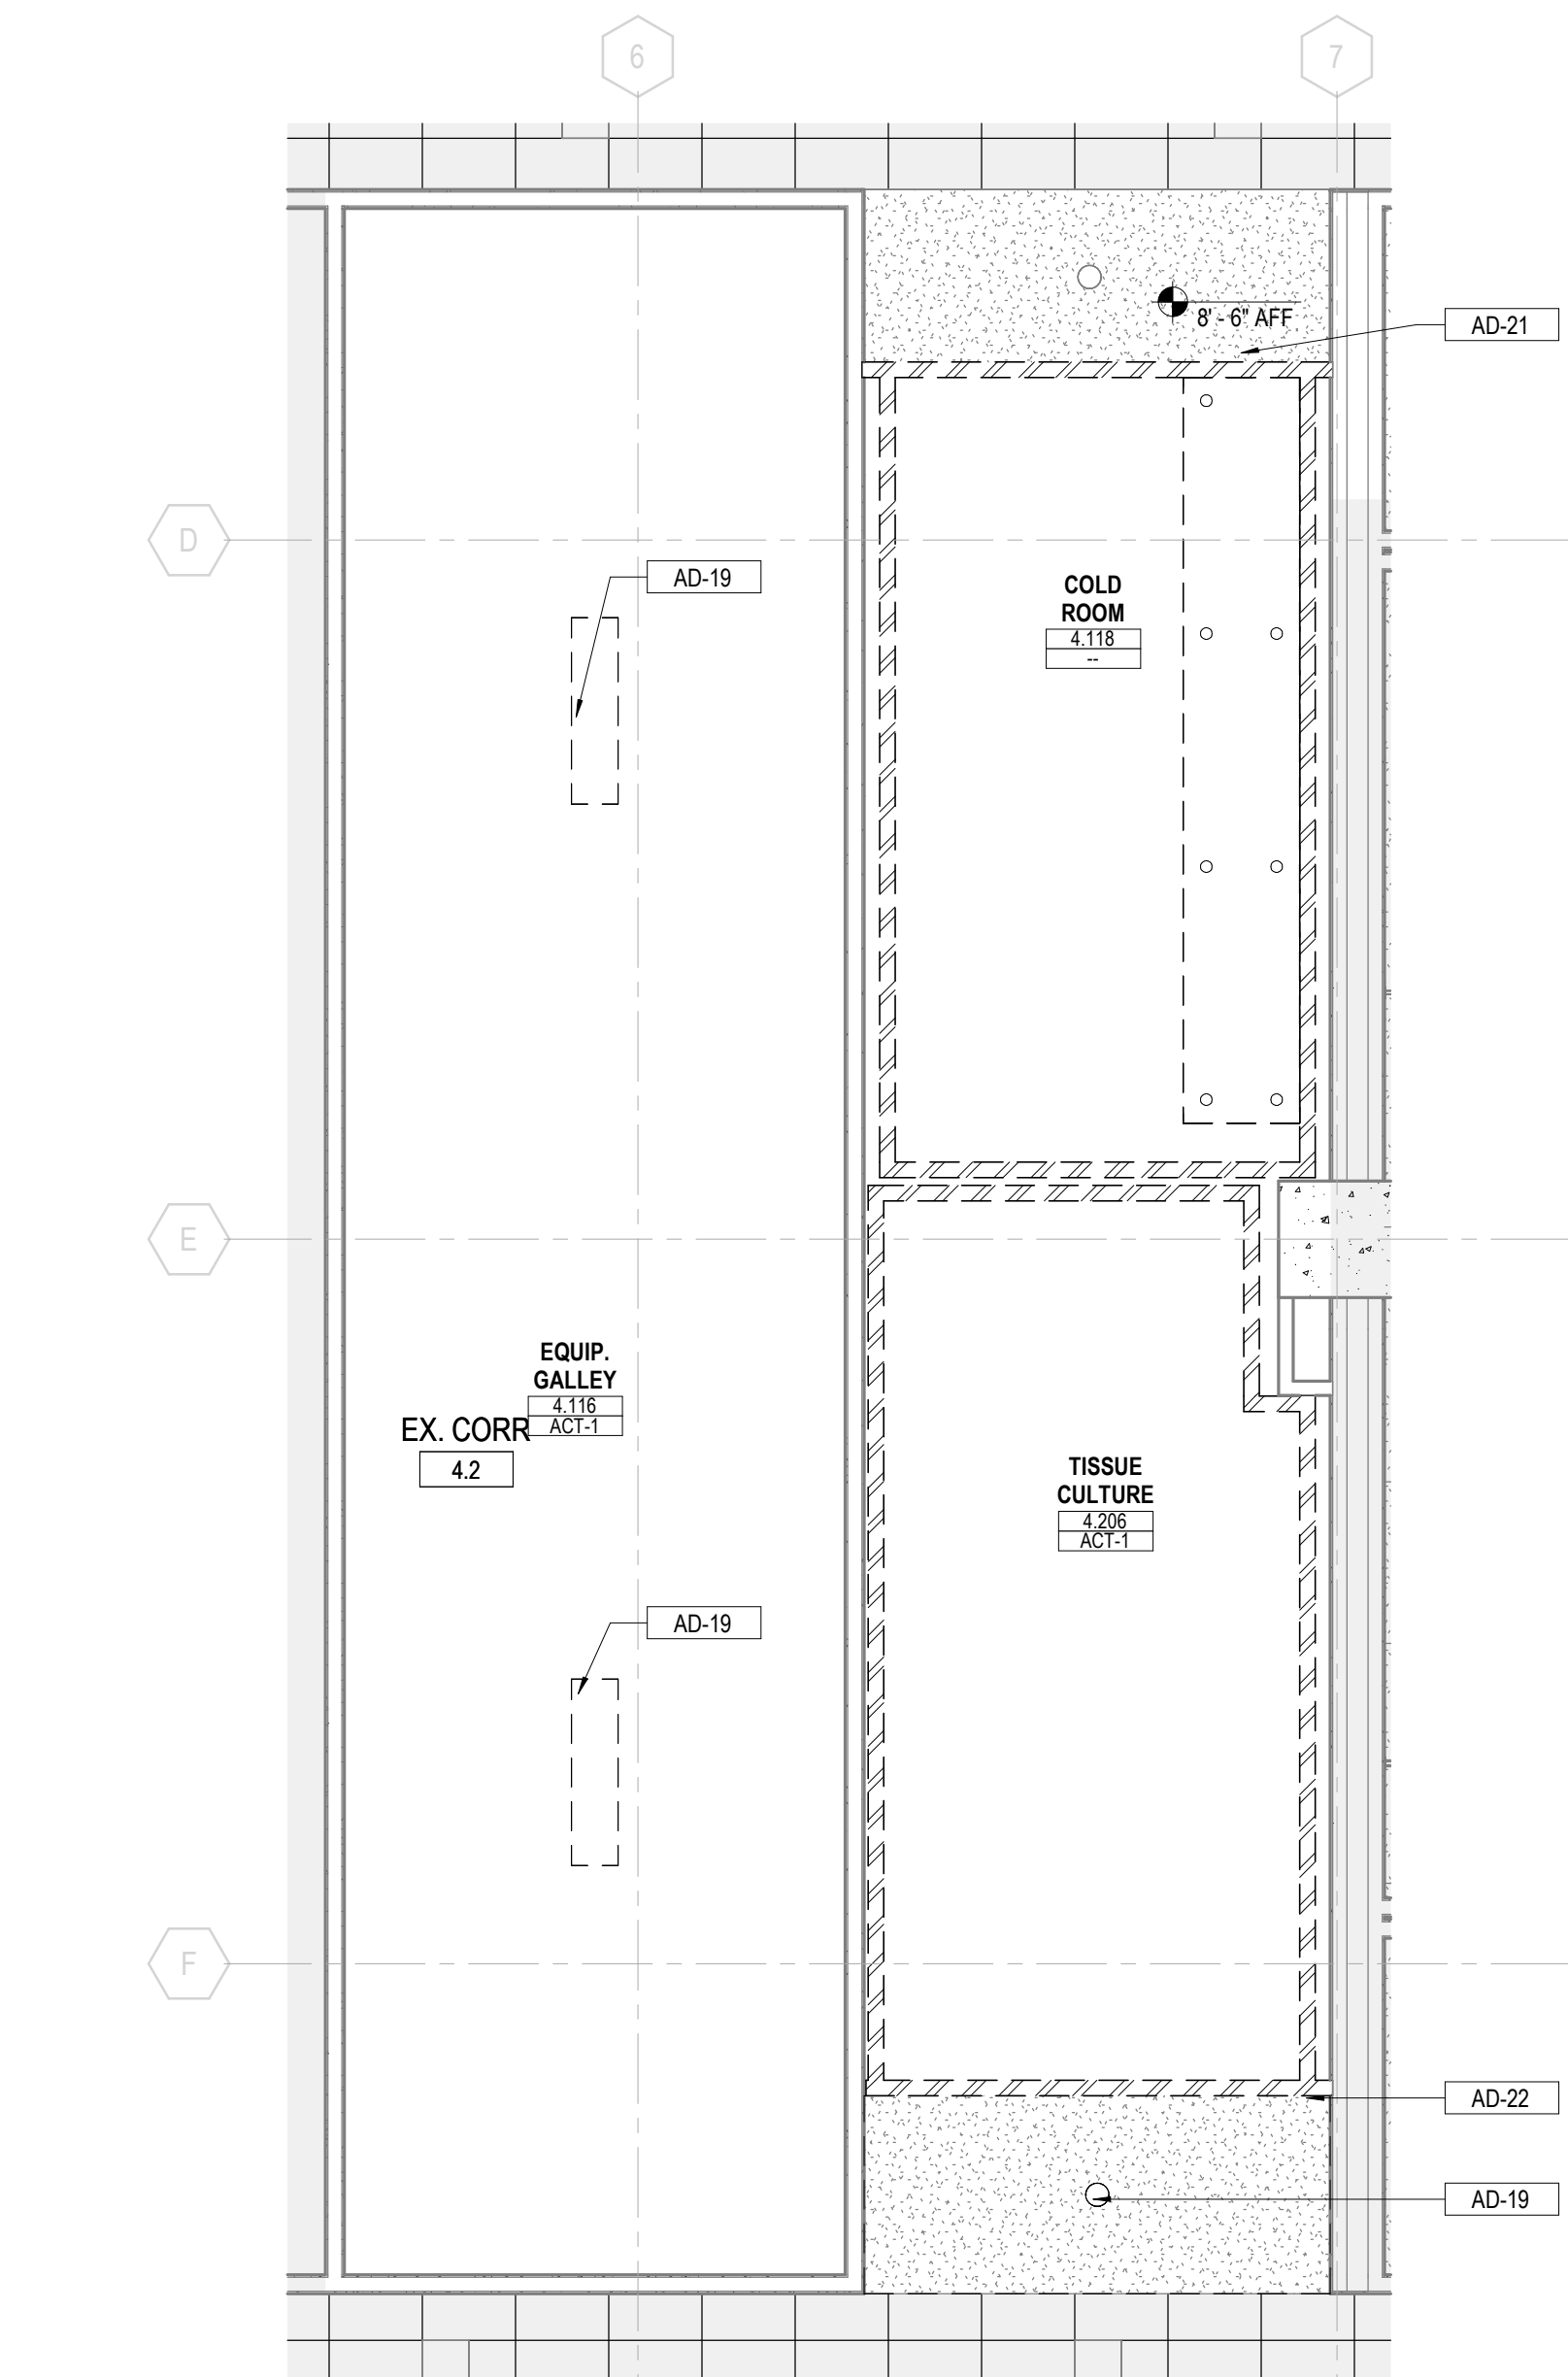 6
7
8' - 6" AFF
AD-21
D
AD-19
COLD
ROOM
4.118
--
E
EQUIP.
GALLEY
4.116
ACT-1
EX. CORR
4.2
TISSUE
CULTURE
4.206
ACT-1
AD-19
F
AD-22
AD-19